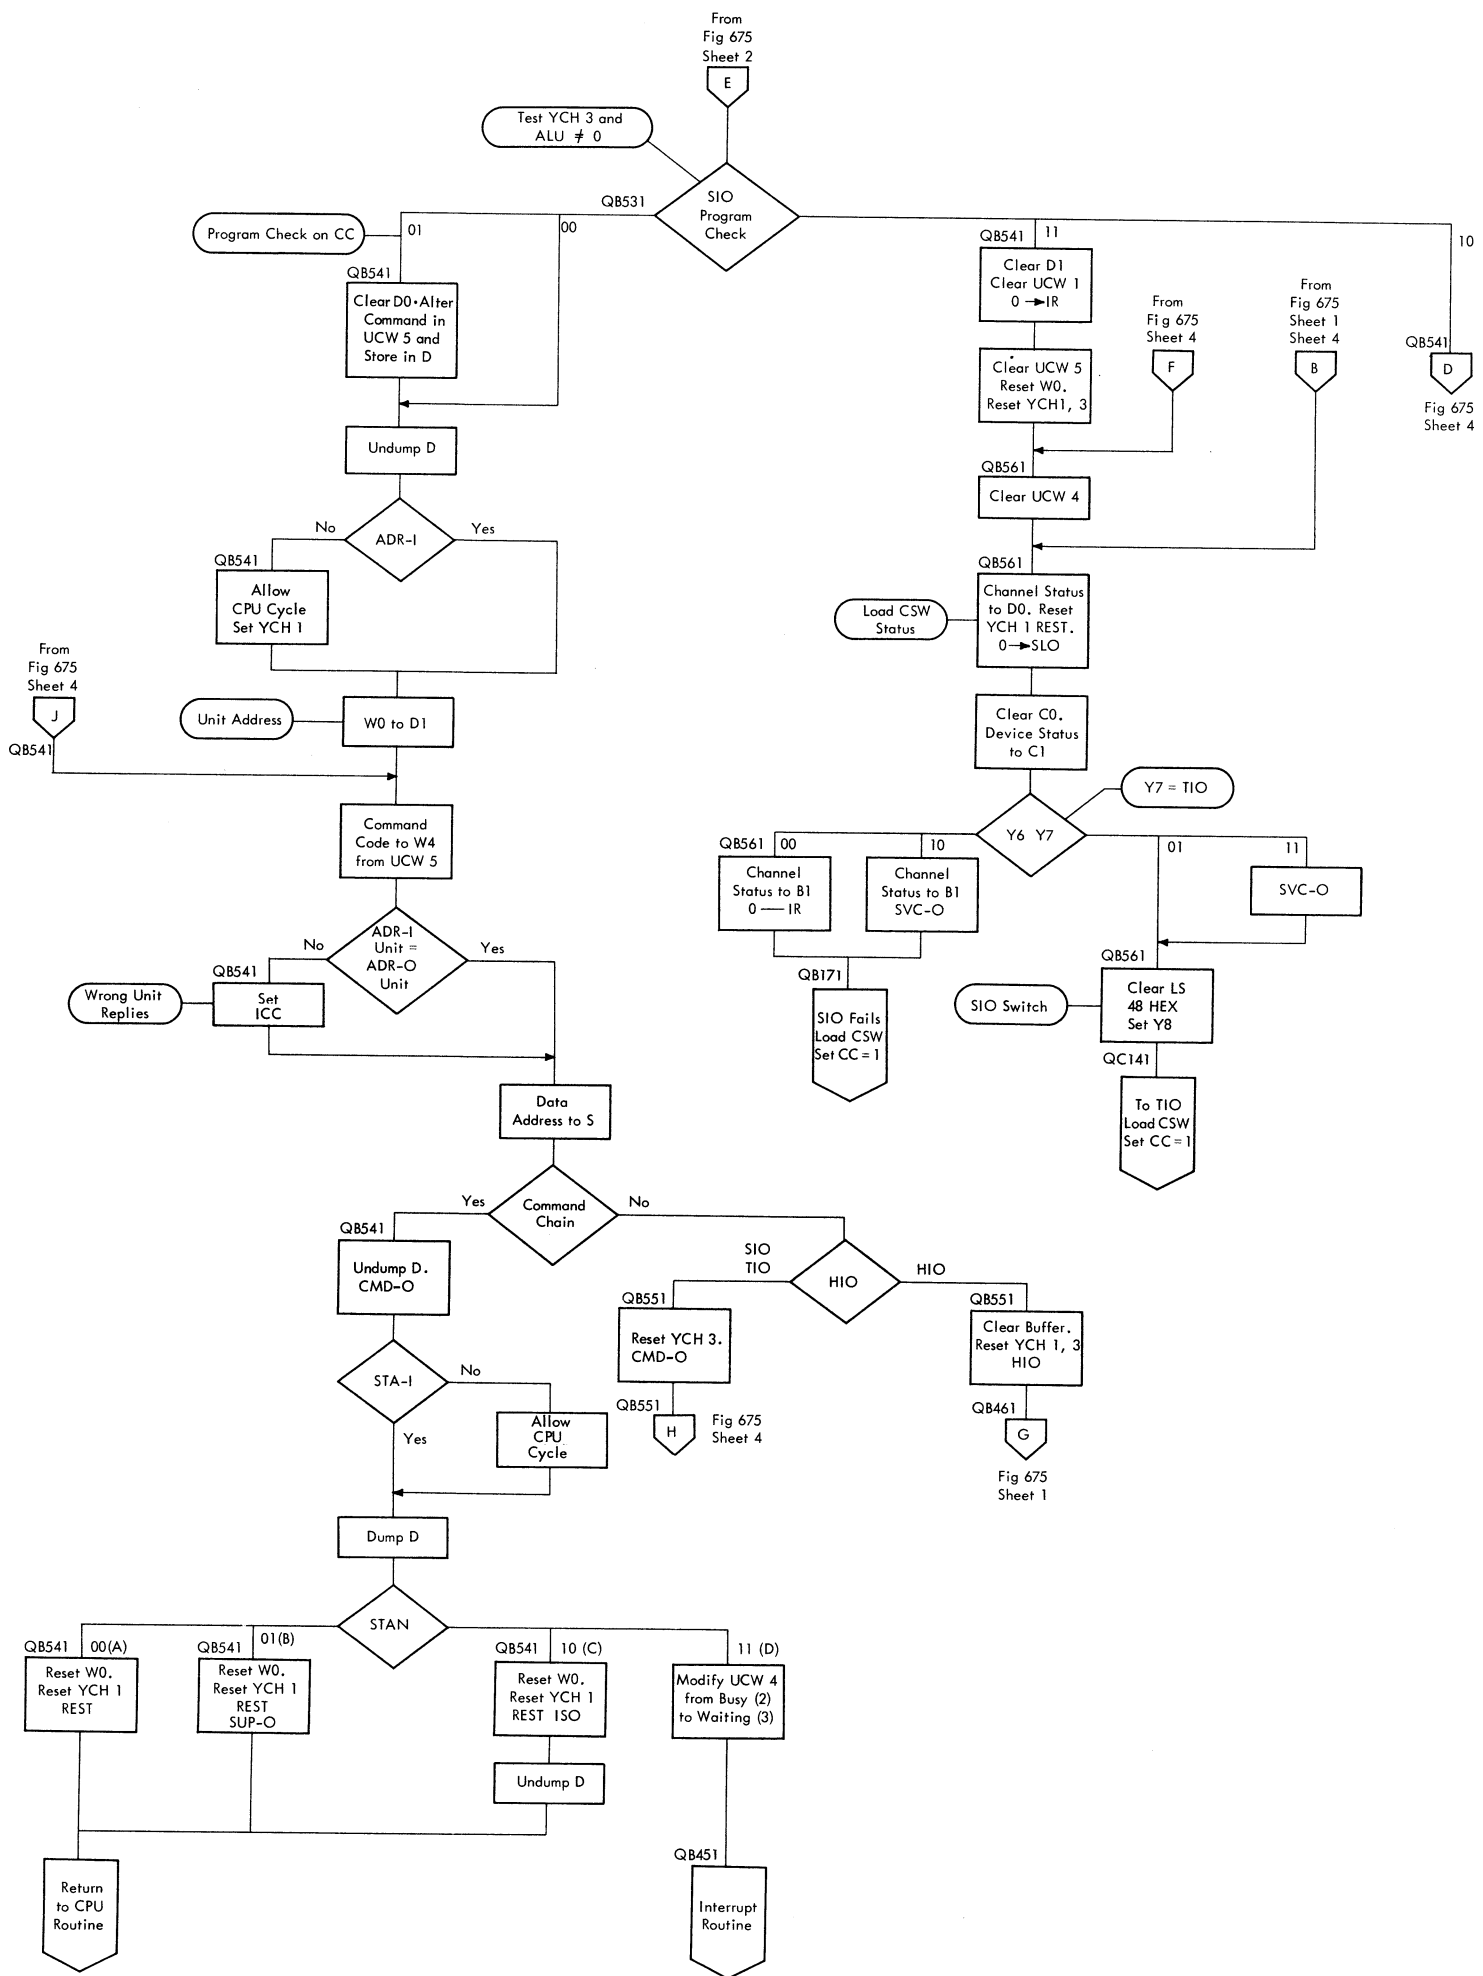 From
Fig 675
Sheet 2
E
Test YCH 3 and
ALU ≠ 0
SIO
Program
Check
QB531
01
00
Program Check on CC
QB541
Clear D0·Alter
Command in
UCW 5 and
Store in D
Undump D
No
ADR-I
Yes
QB541
Allow
CPU Cycle
Set YCH 1
From
Fig 675
Sheet 4
J
QB541
Unit Address
W0 to D1
Command
Code to W4
from UCW 5
No
ADR-I
Unit =
ADR-O
Unit
Yes
QB541
Wrong Unit
Replies
Set
ICC
Data
Address to S
Yes
Command
Chain
No
QB541
Undump D.
CMD-O
STA-I
No
Yes
Allow
CPU
Cycle
Dump D
STAN
QB541
00(A)
Reset W0.
Reset YCH 1
REST
QB541
01(B)
Reset W0.
Reset YCH 1
REST
SUP-O
QB541
10 (C)
Reset W0.
Reset YCH 1
REST ISO
Undump D
11 (D)
Modify UCW 4
from Busy (2)
to Waiting (3)
Return
to CPU
Routine
QB451
Interrupt
Routine
SIO
TIO
HIO
HIO
QB551
Reset YCH 3.
CMD-O
QB551
H
Fig 675
Sheet 4
QB551
Clear Buffer.
Reset YCH 1, 3
HIO
QB461
G
Fig 675
Sheet 1
QB541
11
Clear D1
Clear UCW 1
0 → IR
Clear UCW 5
Reset W0.
Reset YCH1, 3
From
Fig 675
Sheet 4
F
From
Fig 675
Sheet 1
Sheet 4
B
10
QB541
D
Fig 675
Sheet 4
QB561
Clear UCW 4
QB561
Load CSW
Status
Channel Status
to D0. Reset
YCH 1 REST.
0→SLO
Clear C0.
Device Status
to C1
Y7 = TIO
Y6 Y7
QB561
00
Channel
Status to B1
0 — IR
10
Channel
Status to B1
SVC-O
QB171
SIO Fails
Load CSW
Set CC = 1
01
11
SVC-O
QB561
SIO Switch
Clear LS
48 HEX
Set Y8
QC141
To TIO
Load CSW
Set CC = 1